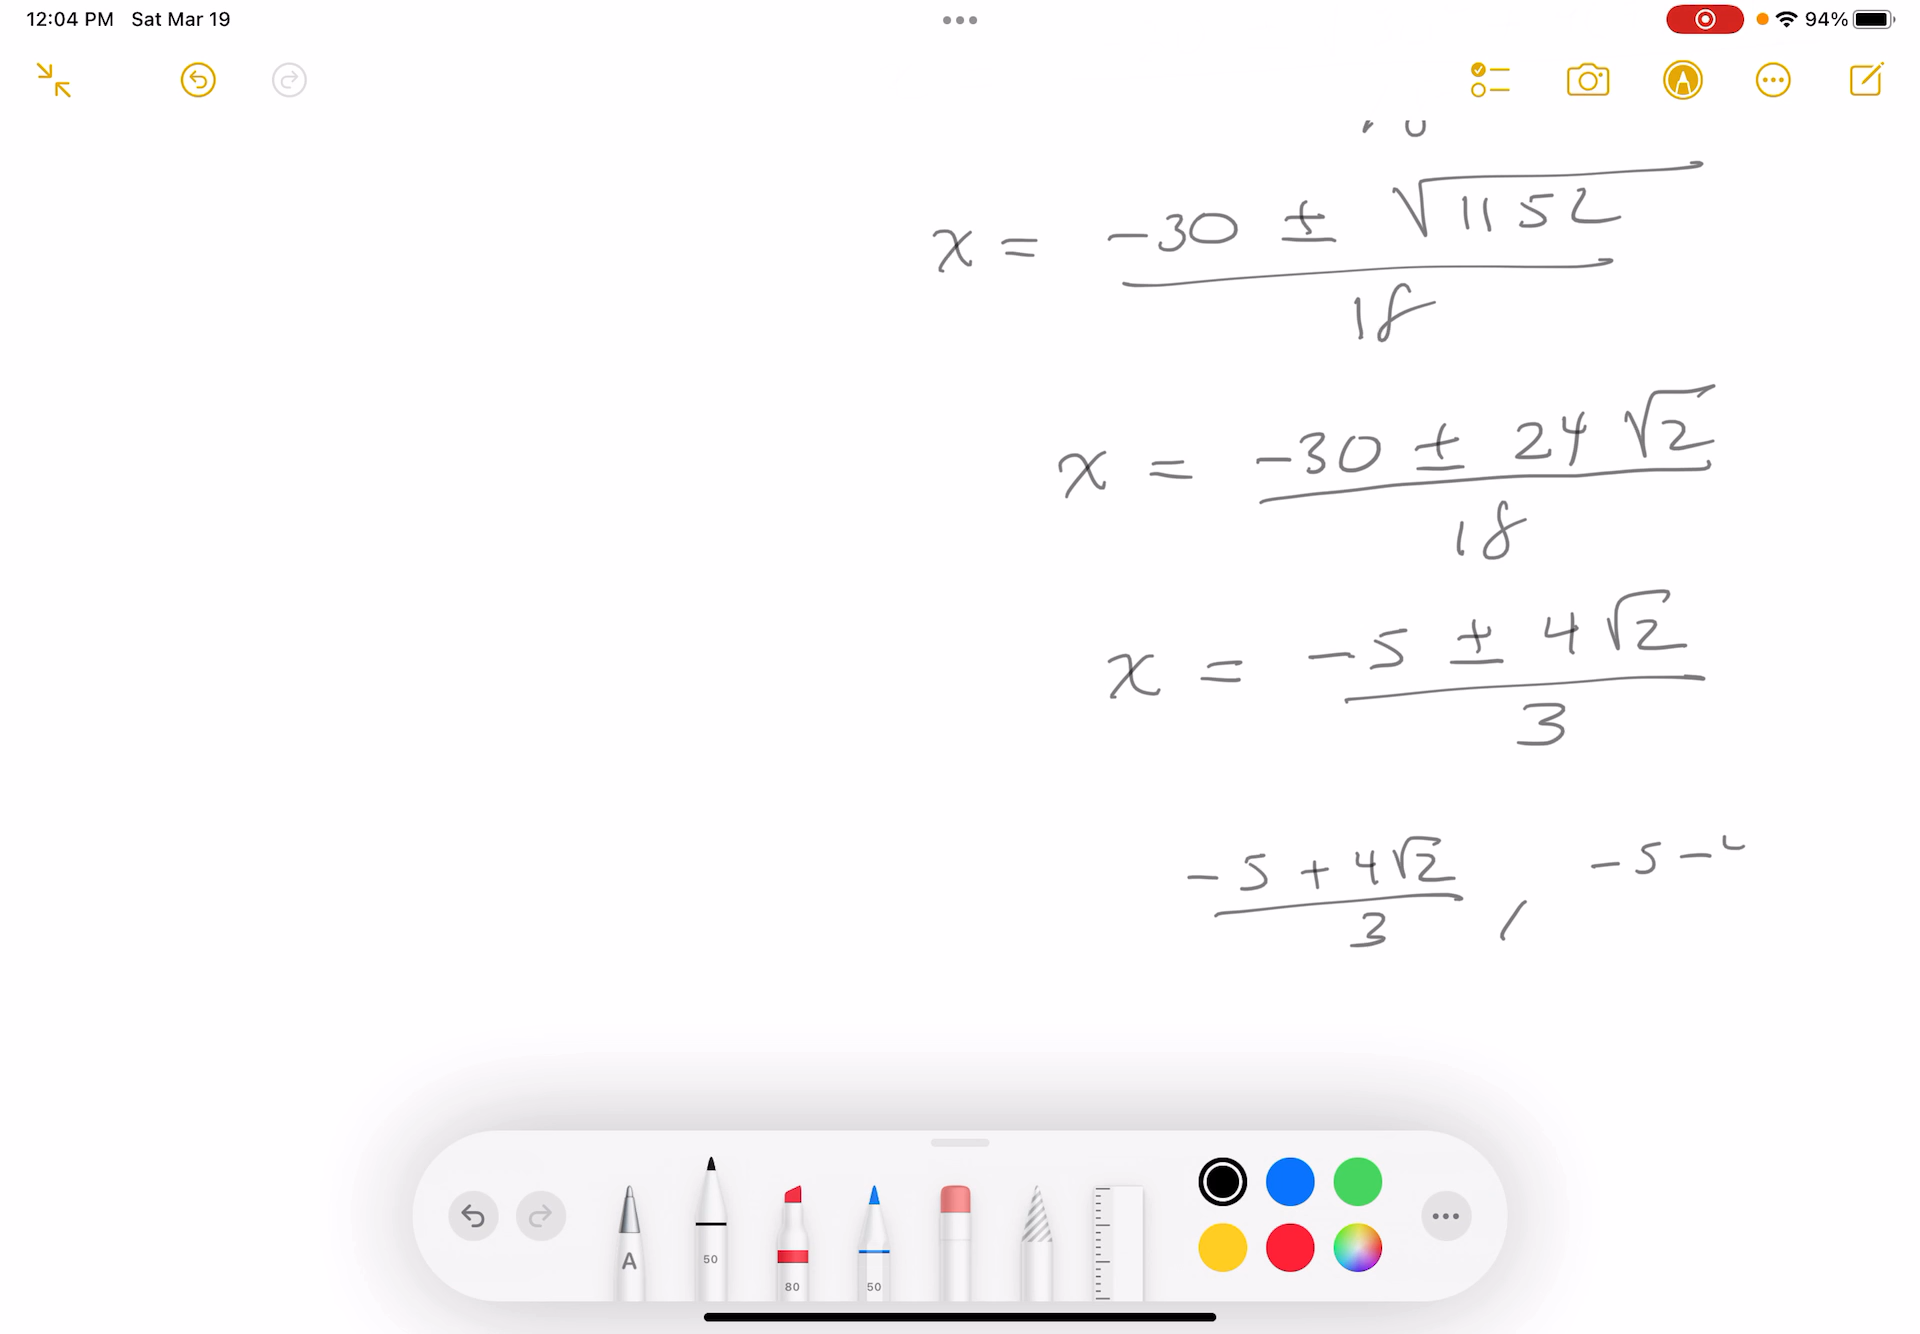 12:04 PM Sat Mar 19 94%
x = -30 ± √1152
18
x = -30 ± 24 √2
18
x = -5 ± 4 √2
3
-5 + 4√2 , -5 -
3
A 50 80 50